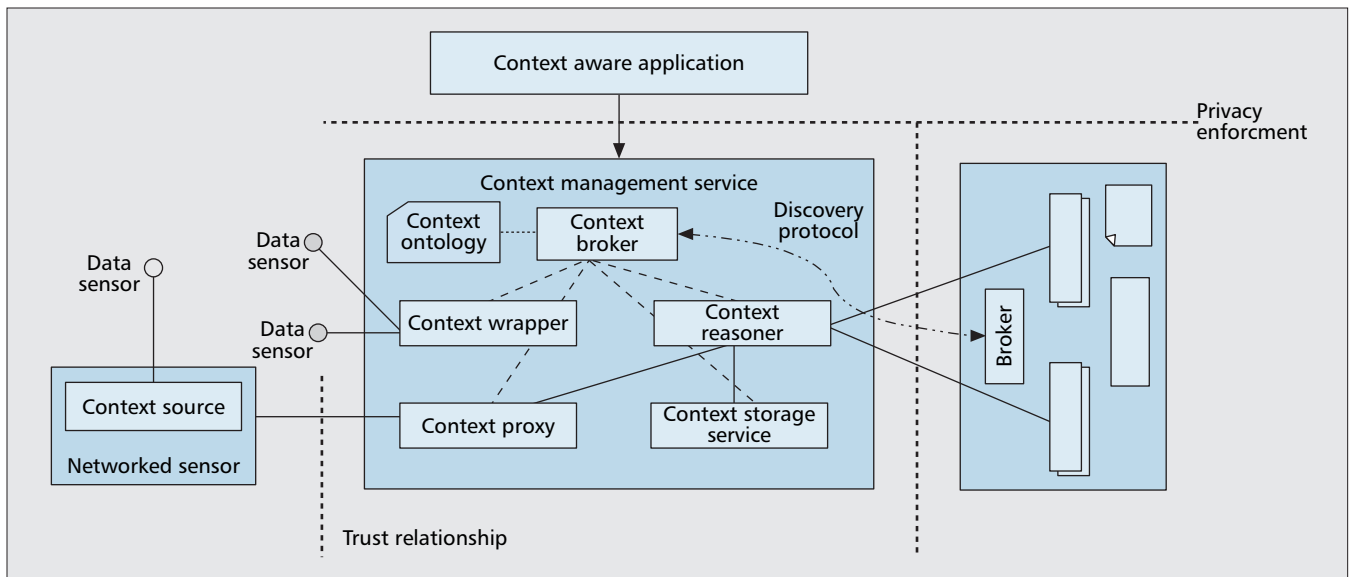 Context aware application
Privacy
enforcment
Context management service
Context
ontology
Context
broker
Discovery
protocol
Data
sensor
Data
sensor
Data
sensor
Context wrapper
Context
reasoner
Broker
Context source
Context proxy
Context storage
service
Networked sensor
Trust relationship